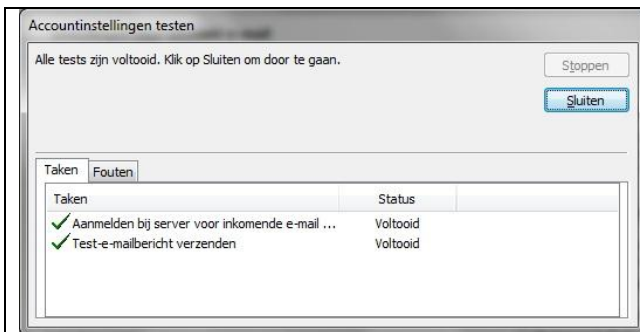 Accountinstellingen testen
Alle tests zijn voltooid. Klik op Sluiten om door te gaan.
Stoppen
Sluiten
Taken Fouten
Taken Status
Aanmelden bij server voor inkomende e-mail ... Voltooid
Test-e-mailbericht verzenden Voltooid